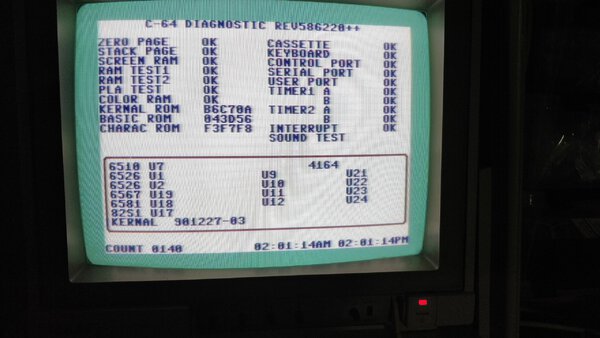 C-64 DIAGNOSTIC REV586220++
ZERO PAGE OK CASSETTE OK
STACK PAGE OK KEYBOARD OK
SCREEN RAM OK CONTROL PORT OK
RAM TEST1 OK SERIAL PORT OK
RAM TEST2 OK USER PORT OK
PLA TEST OK TIMER1 A OK
COLOR RAM OK B OK
KERNAL ROM B6C70A TIMER2 A OK
BASIC ROM 043D56 B OK
CHARAC ROM F3F7F8 INTERRUPT OK
SOUND TEST
6510 U7 4164
6526 U1 U9 U21
6526 U2 U10 U22
6567 U19 U11 U23
6581 U18 U12 U24
82S1 U17
KERNAL 901227-03
COUNT 0140 02:01:14AM 02:01:14PM